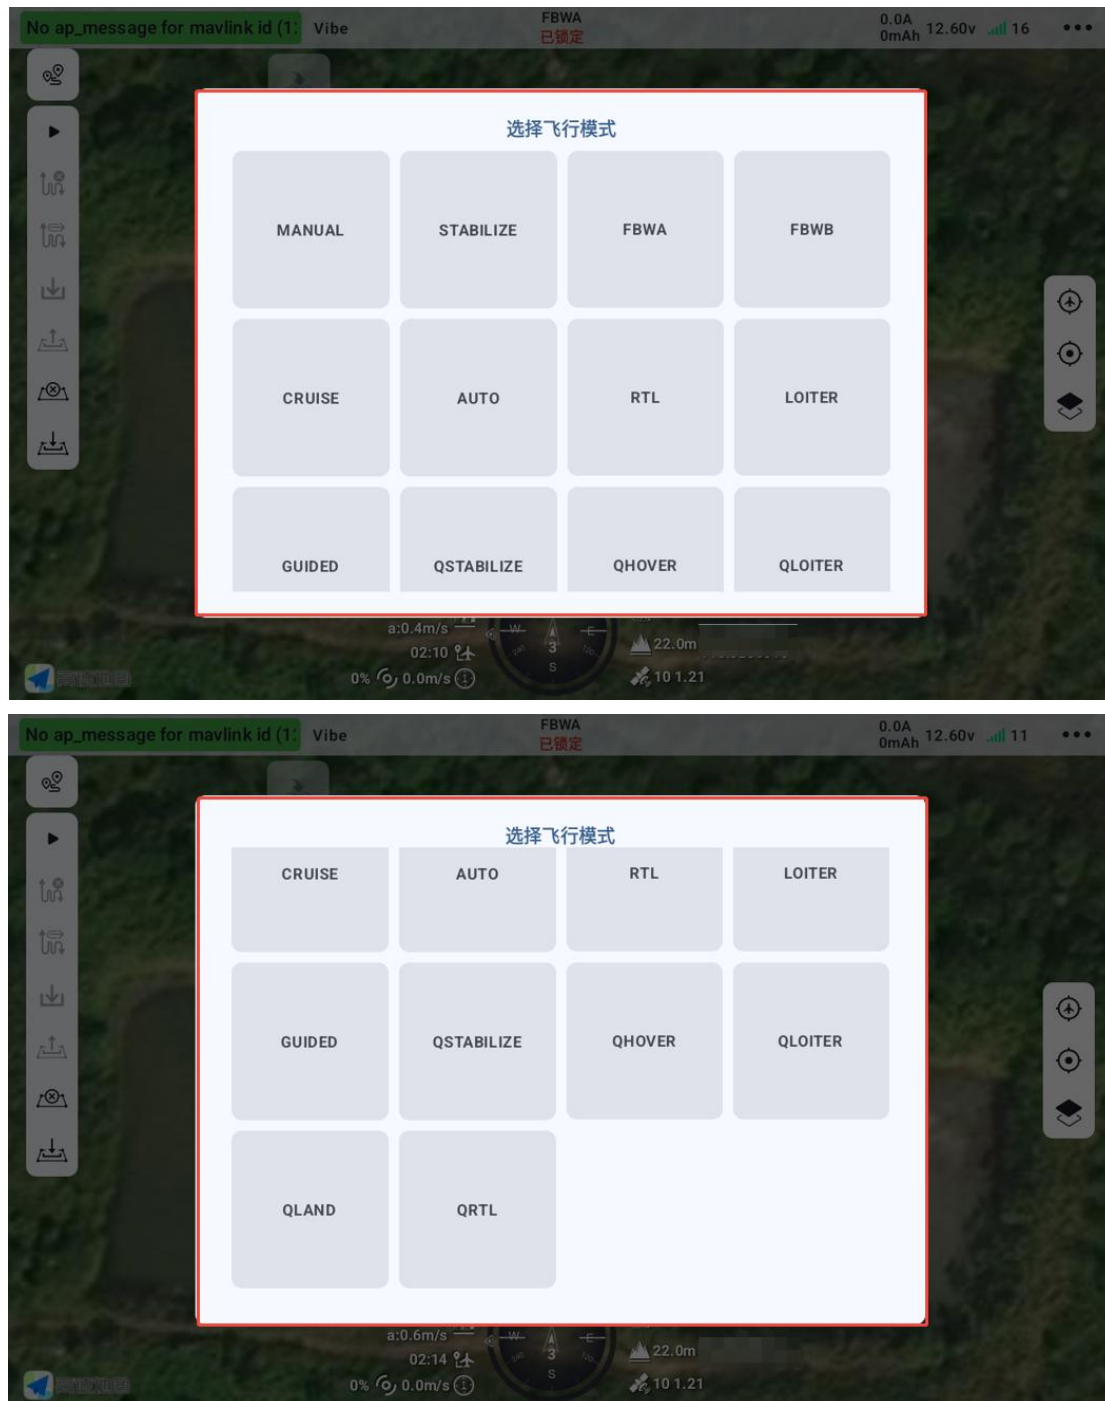 No ap_message for mavlink id (1:
Vibe
FBWA
已锁定
0.0A
0mAh
12.60v
16
选择飞行模式
MANUAL
STABILIZE
FBWA
FBWB
CRUISE
AUTO
RTL
LOITER
GUIDED
QSTABILIZE
QHOVER
QLOITER
a:0.4m/s
02:10
0%
0.0m/s
W
E
240
3
120
S
22.0m
10 1.21
No ap_message for mavlink id (1:
Vibe
FBWA
已锁定
0.0A
0mAh
12.60v
11
选择飞行模式
CRUISE
AUTO
RTL
LOITER
GUIDED
QSTABILIZE
QHOVER
QLOITER
QLAND
QRTL
a:0.6m/s
02:14
0%
0.0m/s
W
E
3
S
22.0m
10 1.21